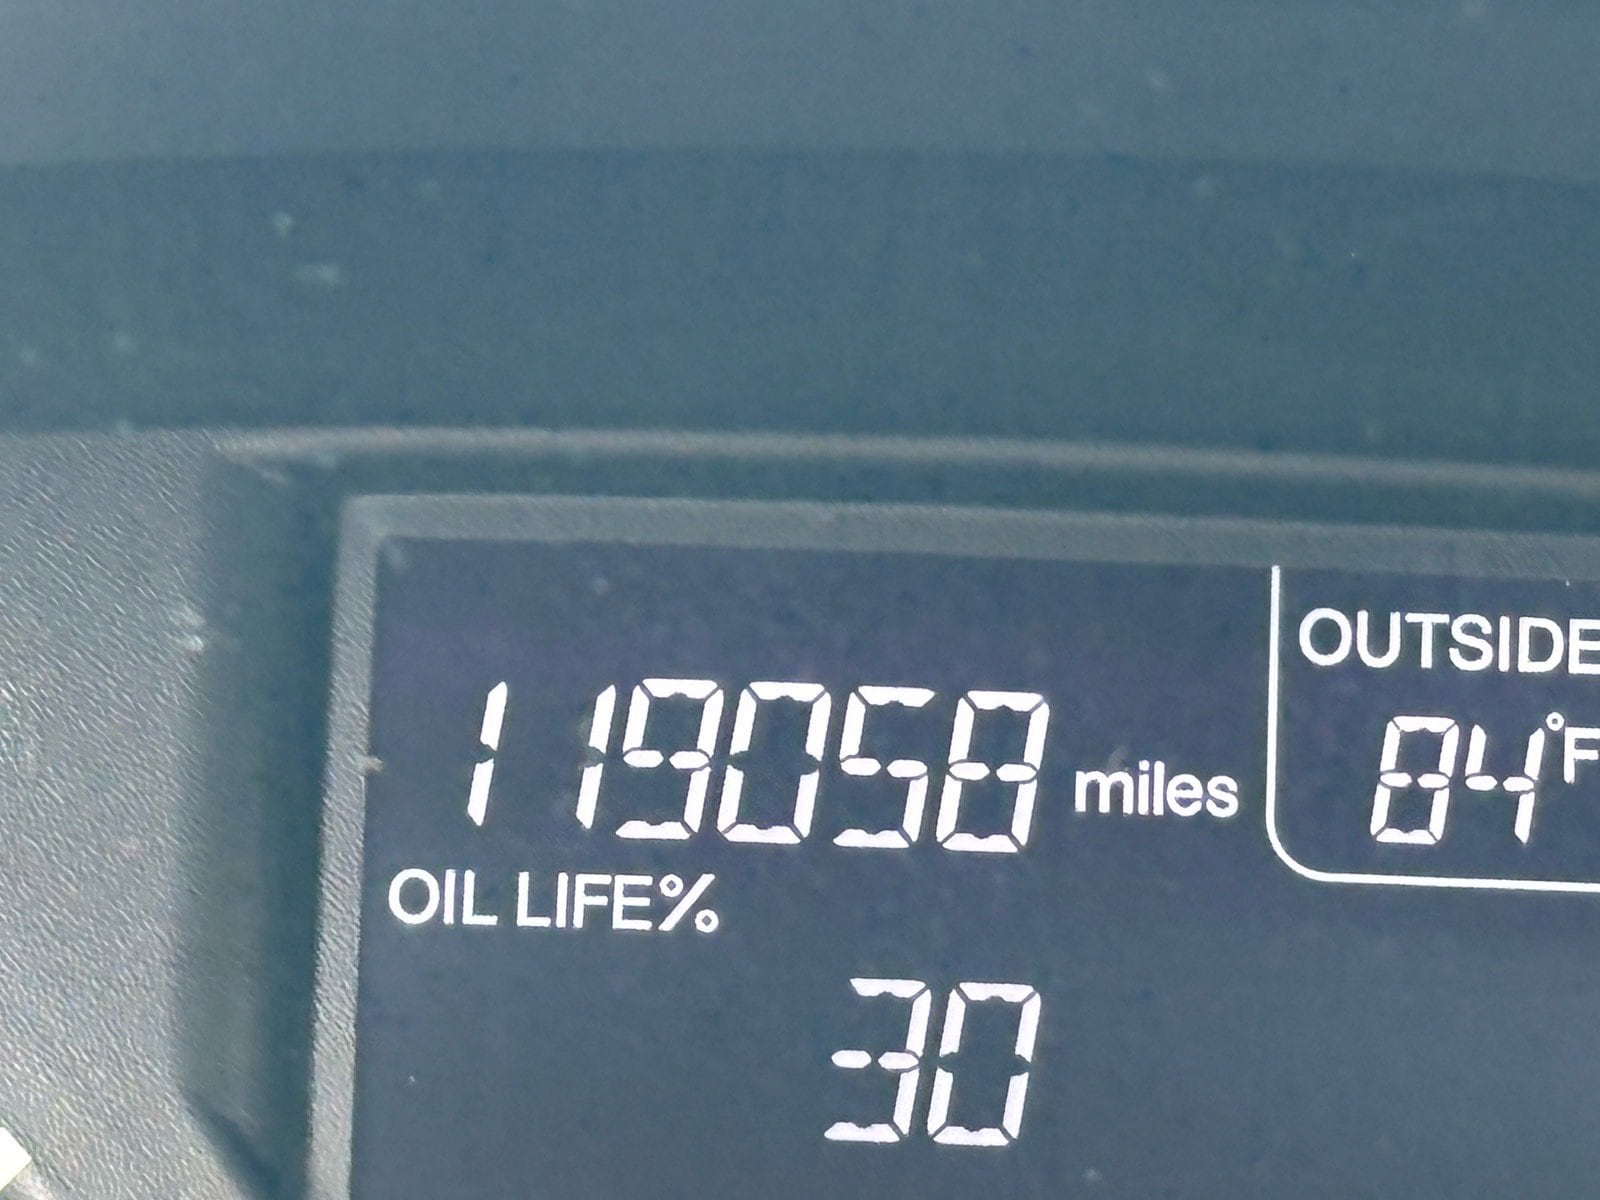 OUTSIDE
119058 miles
84°F
OIL LIFE%
30